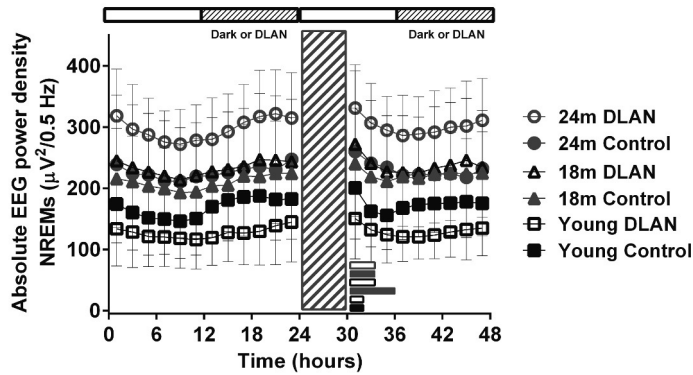 Dark or DLAN
Dark or DLAN
Absolute EEG power density
NREMs (μV²/0.5 Hz)
400
300
200
100
0
0
6
12
18
24
30
36
42
48
Time (hours)
24m DLAN
24m Control
18m DLAN
18m Control
Young DLAN
Young Control